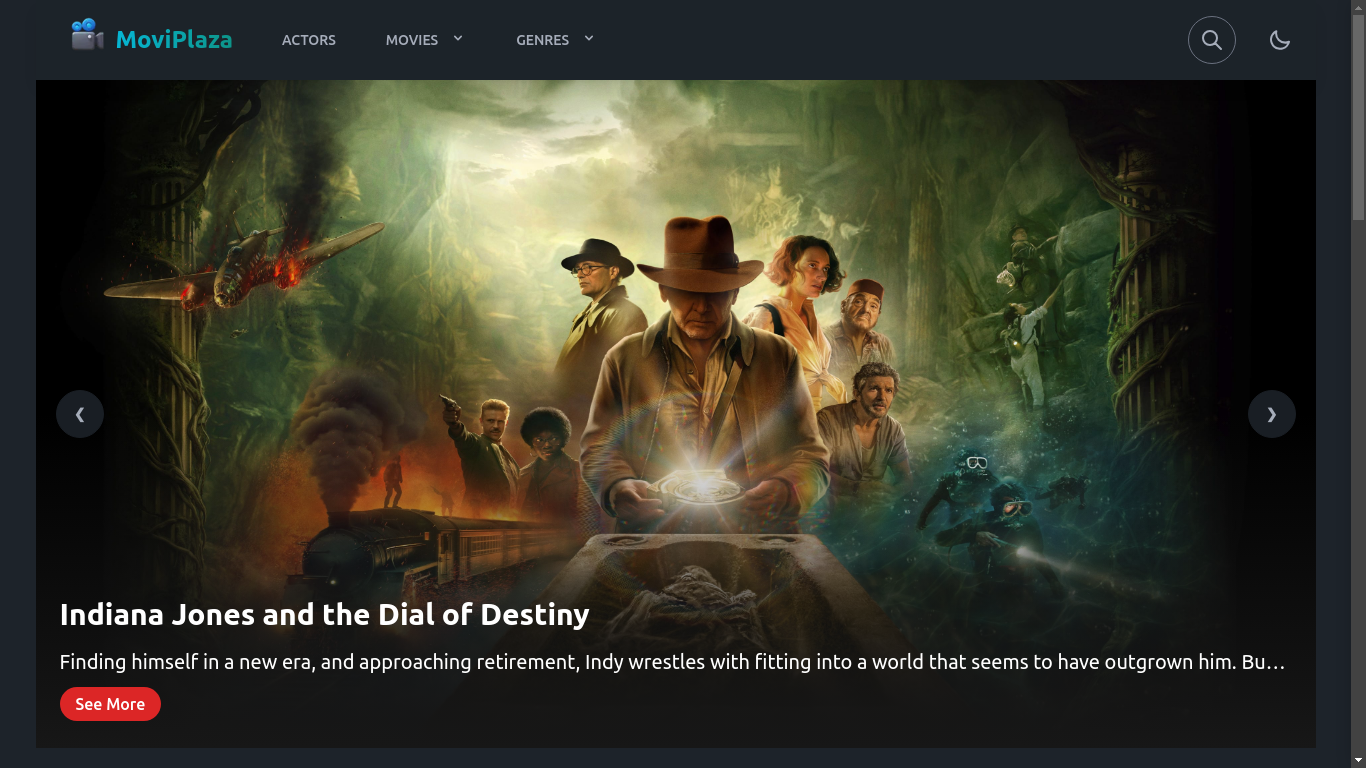 MoviPlaza
ACTORS
MOVIES
GENRES
❮
❯
Indiana Jones and the Dial of Destiny
Finding himself in a new era, and approaching retirement, Indy wrestles with fitting into a world that seems to have outgrown him. Bu…
See More